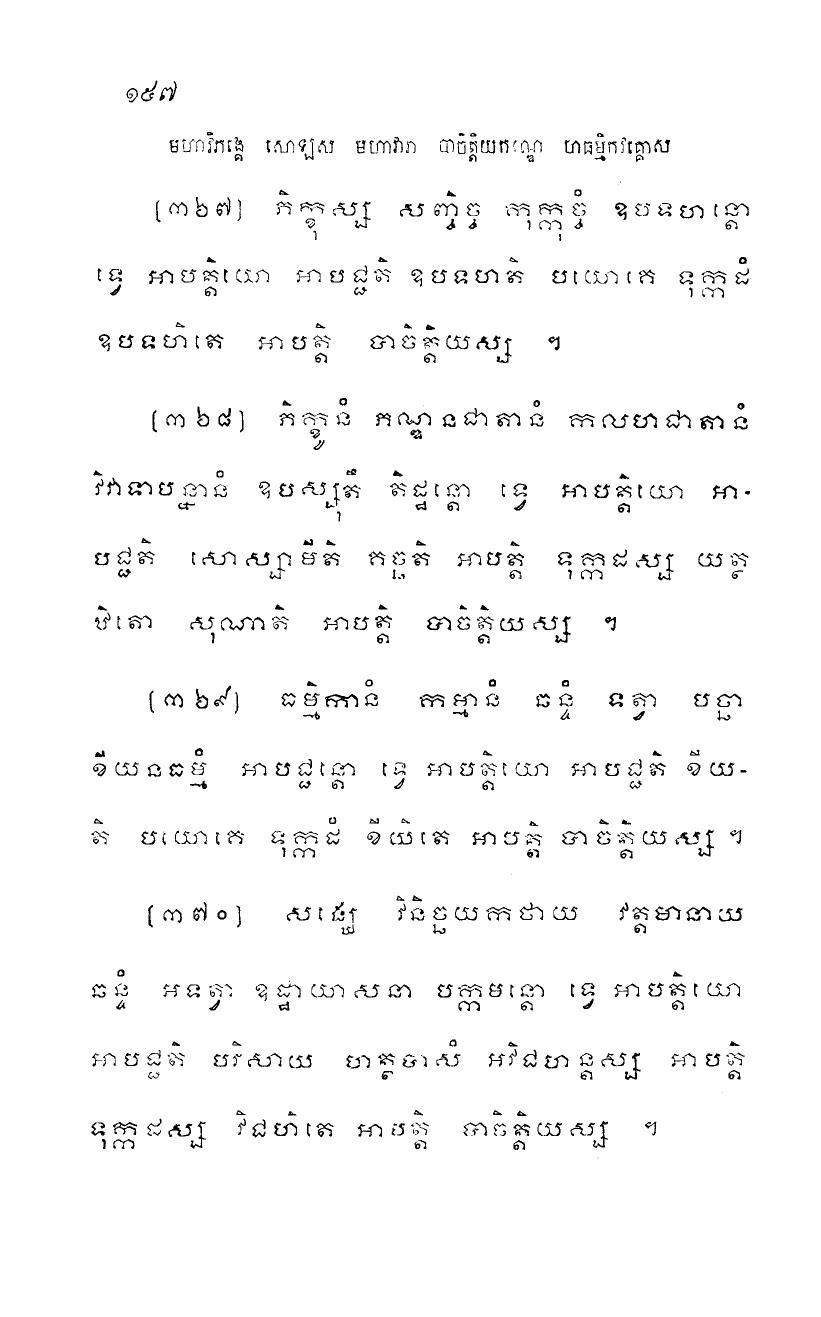 ១៥៧
មហាវិភង្គេ សោឡស មហាវារា បាចិត្តិយកណ្ឌេ ហធម្មិកវគ្គោស
(៣៦៧) ភិក្ខុស្ស សញ្ចិច្ច កុក្កុច្ចំ ឧបទហន្តោ
ទ្វេ អាបត្តិយោ អាបជ្ជតិ ឧបទហតិ បយោគេ ទុក្កដំ
ឧបទហិតេ អាបត្តិ បាចិត្តិយស្ស ។
(៣៦៨) ភិក្ខូនំ ភណ្ឌនជាតានំ កលហជាតានំ
វិវាទាបន្នានំ ឧបស្សុតឹ តិដ្ឋន្តោ ទ្វេ អាបត្តិយោ អា-
បជ្ជតិ សោស្សាមីតិ គច្ឆតិ អាបត្តិ ទុក្កដស្ស យត្ថ
ឋិតោ សុណាតិ អាបត្តិ បាចិត្តិយស្ស ។
(៣៦៩) ធម្មិកានំ កម្មានំ ឆន្ទំ ទត្វា បច្ឆា
ខីយនធម្មំ អាបជ្ជន្តោ ទ្វេ អាបត្តិយោ អាបជ្ជតិ ខីយ-
តិ បយោគេ ទុក្កដំ ខីយិតេ អាបត្តិ បាចិត្តិយស្ស ។
(៣៧០) សង្ឃេ វិនិច្ឆយកថាយ វត្តមានាយ
ឆន្ទំ អទត្វា ឧដ្ឋាយាសនា បក្កមន្តោ ទ្វេ អាបត្តិយោ
អាបជ្ជតិ បរិសាយ ហត្ថបាសំ អវិជហន្តស្ស អាបត្តិ
ទុក្កដស្ស វិជហិតេ អាបត្តិ បាចិត្តិយស្ស ។